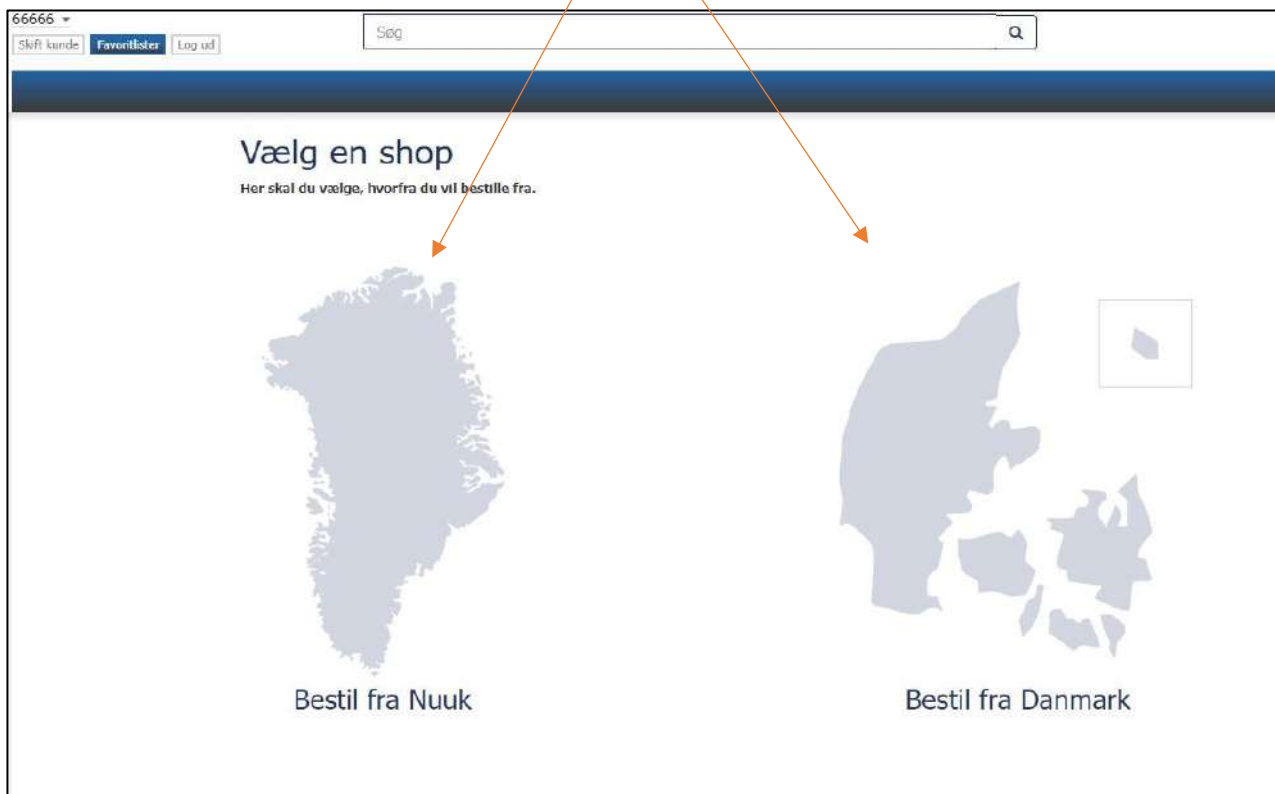 66666
Skift kunde Favoritlister Log ud
Søg
Vælg en shop
Her skal du vælge, hvorfra du vil bestille fra.
Bestil fra Nuuk
Bestil fra Danmark